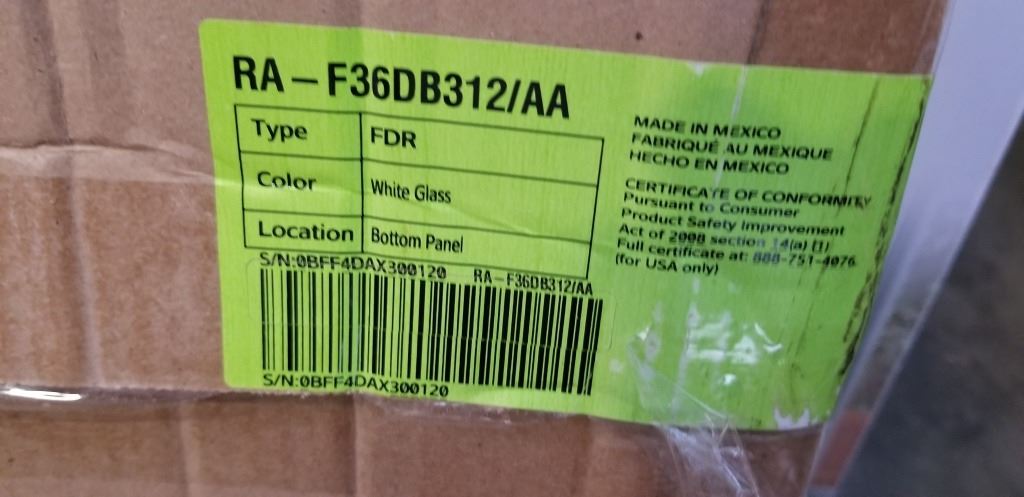 RA – F36DB312/AA
Type FDR
Color White Glass
Location Bottom Panel
S/N:0BFF4DAX300120 RA–F36DB312/AA
S/N:0BFF4DAX300120
MADE IN MEXICO
FABRIQUÉ AU MEXIQUE
HECHO EN MEXICO
CERTIFICATE OF CONFORMITY
Pursuant to Consumer
Product Safety Improvement
Act of 2008 section 14(a) (1)
Full certificate at: 888-751-4076
(for USA only)